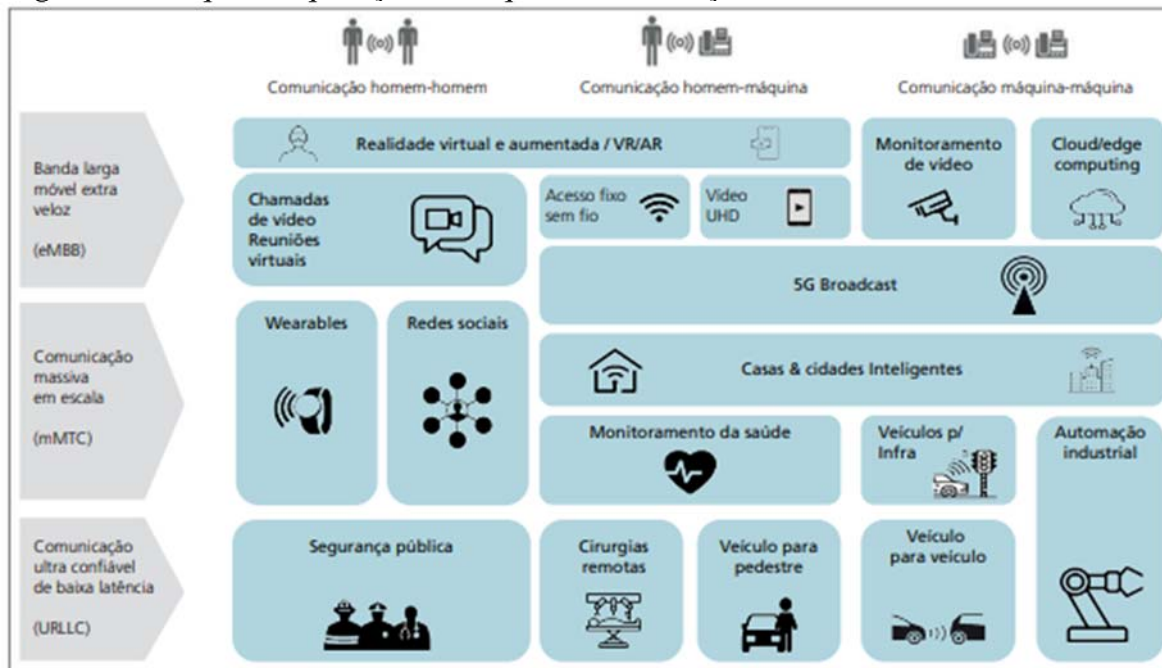 Comunicação homem-homem
Comunicação homem-máquina
Comunicação máquina-máquina
Banda larga
móvel extra
veloz
(eMBB)
Realidade virtual e aumentada / VR/AR
Monitoramento
de vídeo
Cloud/edge
computing
Chamadas
de vídeo
Reuniões
virtuais
Acesso fixo
sem fio
Vídeo
UHD
5G Broadcast
Comunicação
massiva
em escala
(mMTC)
Wearables
Redes sociais
Casas & cidades Inteligentes
Monitoramento da saúde
Veículos p/
Infra
Automação
industrial
Comunicação
ultra confiável
de baixa latência
(URLLC)
Segurança pública
Cirurgias
remotas
Veículo para
pedestre
Veículo
para veículo